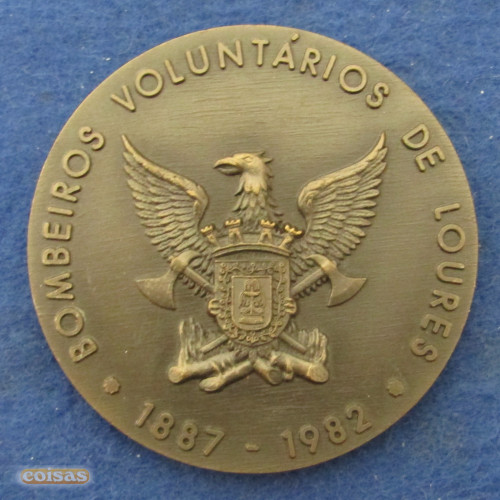 BOMBEIROS VOLUNTÁRIOS DE LOURES
1887 - 1982
coisas